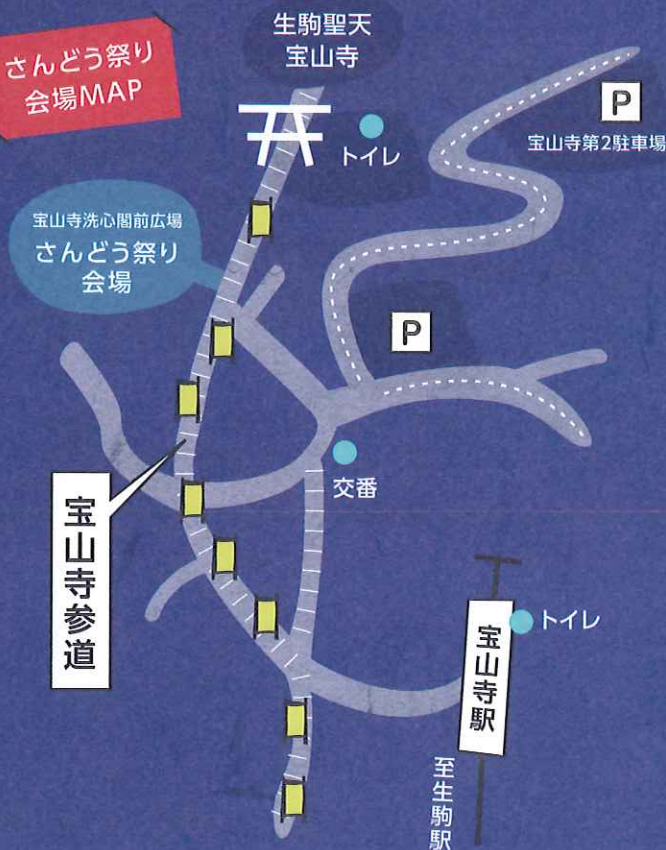 さんどう祭り
会場MAP
生駒聖天
宝山寺
トイレ
P
宝山寺第2駐車場
宝山寺洗心閣前広場
さんどう祭り
会場
P
交番
宝山寺参道
トイレ
宝山寺駅
至生駒駅